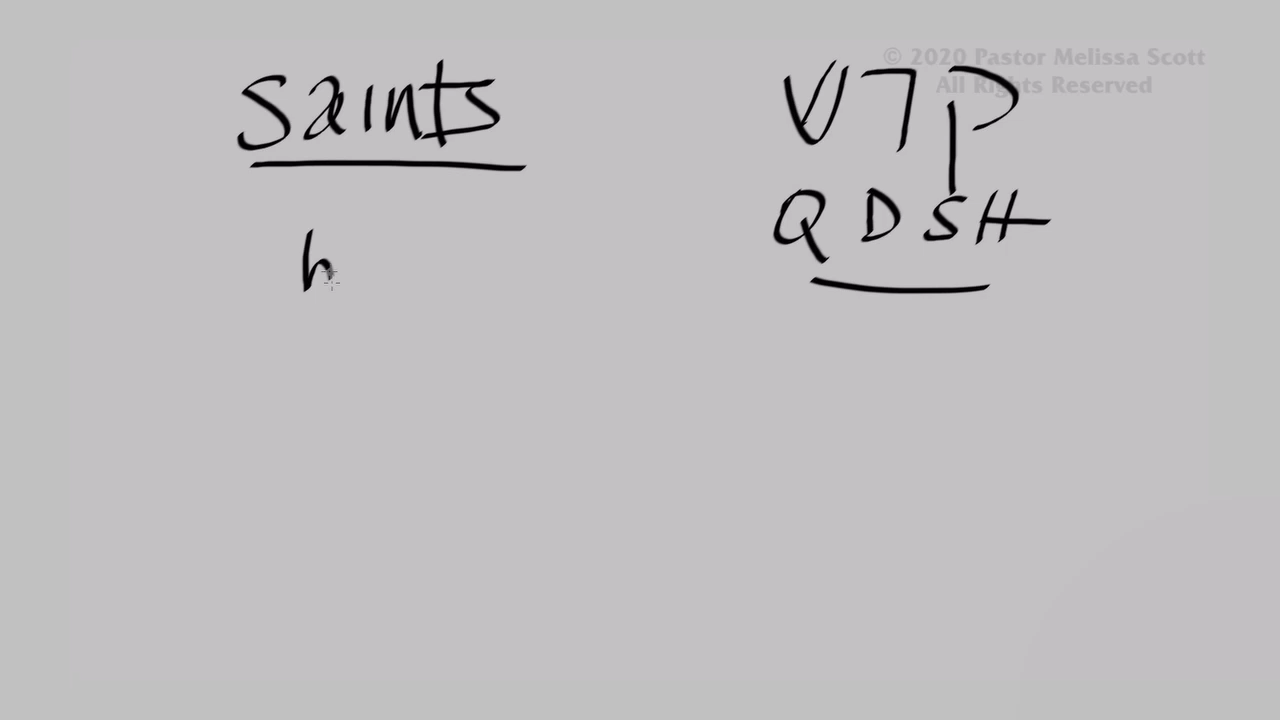 © 2020 Pastor Melissa Scott
All Rights Reserved
Saints
קדש
QDSH
h